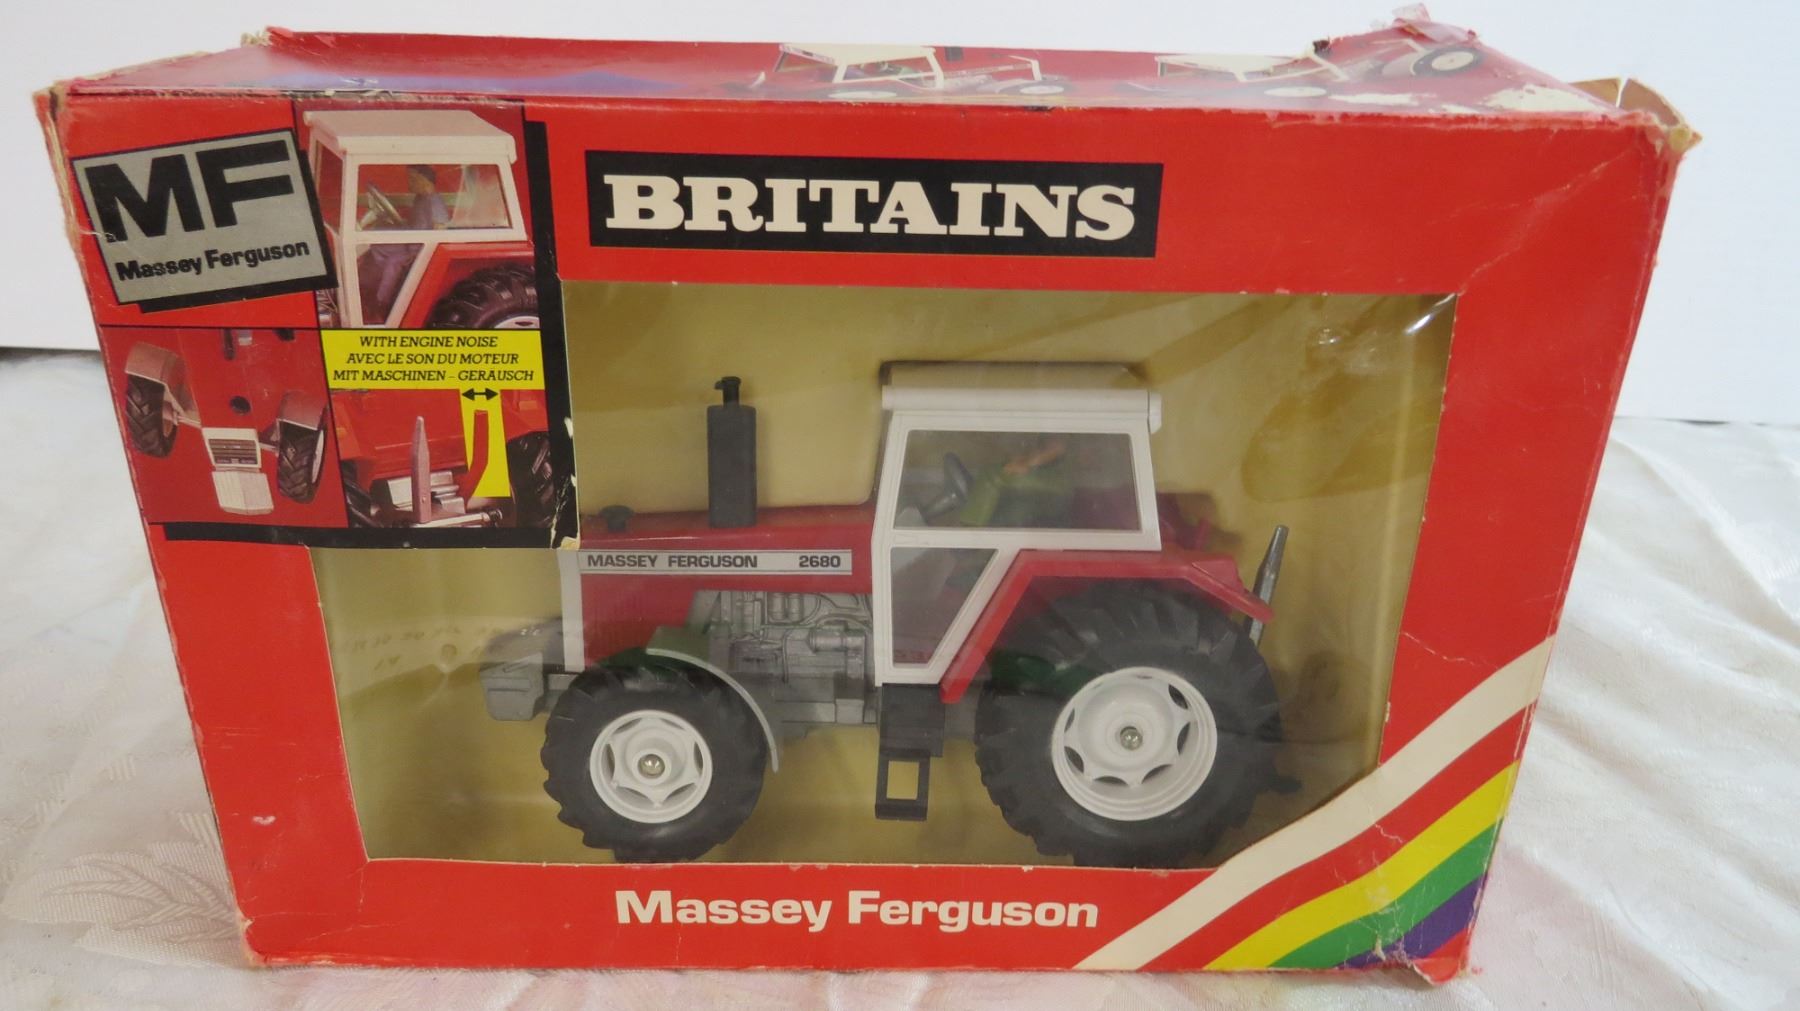 MF
Massey Ferguson
BRITAINS
WITH ENGINE NOISE
AVEC LE SON DU MOTEUR
MIT MASCHINEN – GERÄUSCH
MASSEY FERGUSON 2680
Massey Ferguson